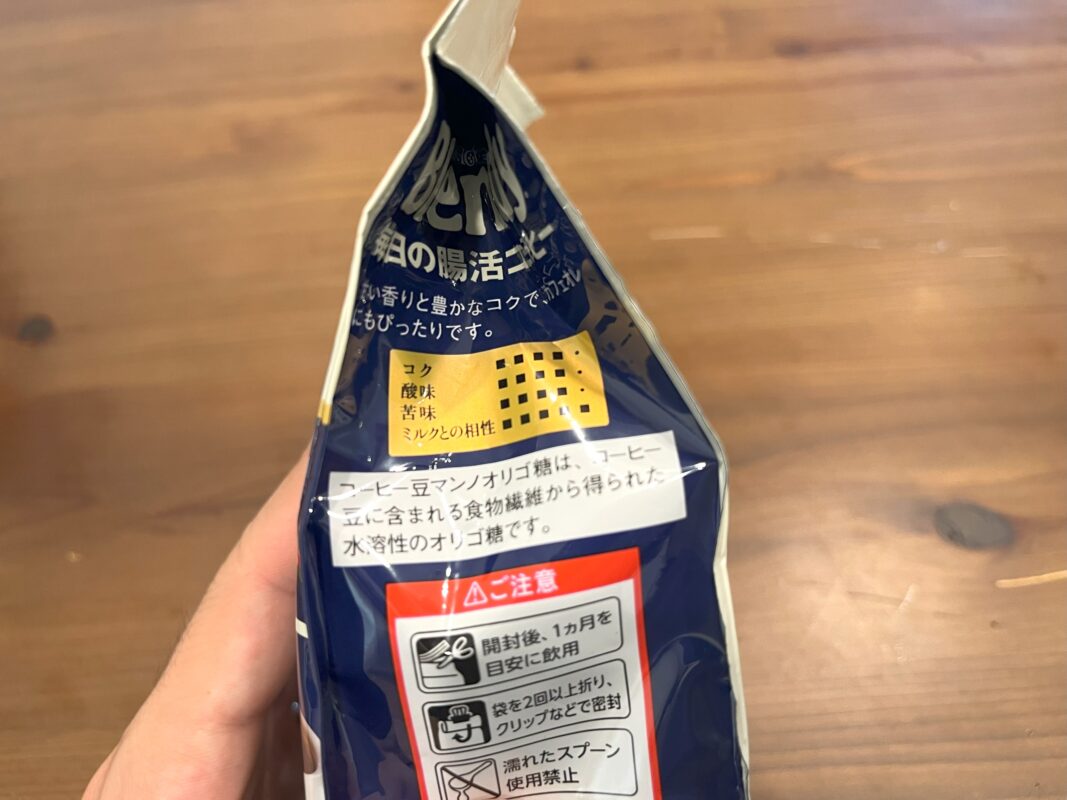 Blendy
毎日の腸活コーヒー
い香りと豊かなコクで、カフェオレ
にもぴったりです。
コク
酸味
苦味
ミルクとの相性
コーヒー豆マンノオリゴ糖は、コーヒー
豆に含まれる食物繊維から得られた
水溶性のオリゴ糖です。
⚠ご注意
開封後、1ヵ月を
目安に飲用
袋を2回以上折り、
クリップなどで密封
濡れたスプーン
使用禁止